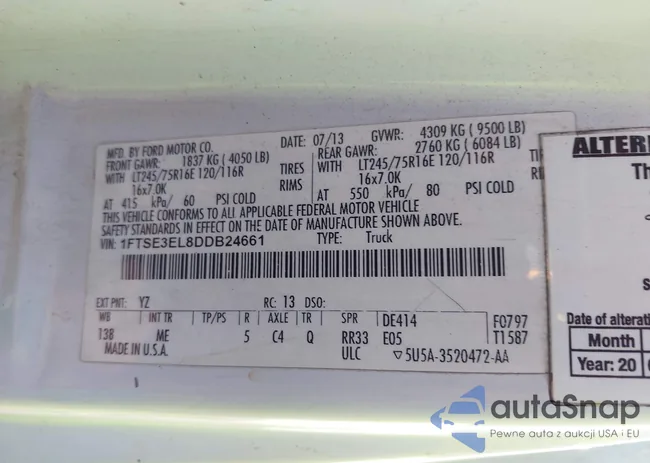 MFD. BY FORD MOTOR CO.
DATE: 07/13 GVWR: 4309 KG ( 9500 LB)
FRONT GAWR: 1837 KG ( 4050 LB)
REAR GAWR: 2760 KG ( 6084 LB)
WITH LT245/75R16E 120/116R TIRES
WITH LT245/75R16E 120/116R TIRES
16x7.0K RIMS
16x7.0K RIMS
AT 415 kPa/ 60 PSI COLD
AT 550 kPa/ 80 PSI COLD
THIS VEHICLE CONFORMS TO ALL APPLICABLE FEDERAL MOTOR VEHICLE
SAFETY STANDARDS IN EFFECT ON THE DATE OF MANUFACTURE SHOWN ABOVE.
VIN: 1FTSE3EL8DDB24661 TYPE: Truck
EXT PNT: YZ RC: 13 DSO:
WB INT TR TP/PS R AXLE TR SPR DE414 F0797
138 ME 5 C4 Q RR33 E05 T1587
MADE IN U.S.A. ULC ▽5U5A-3520472-AA
ALTER
Th
S
Date of alterati
Month
Year: 20
autoSnap
Pewne auta z aukcji USA i EU